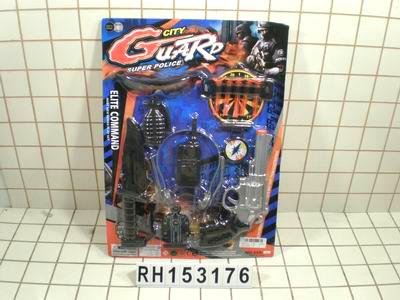 CITY
GUARD
SUPER POLICE
ELITE COMMAND
RH153176